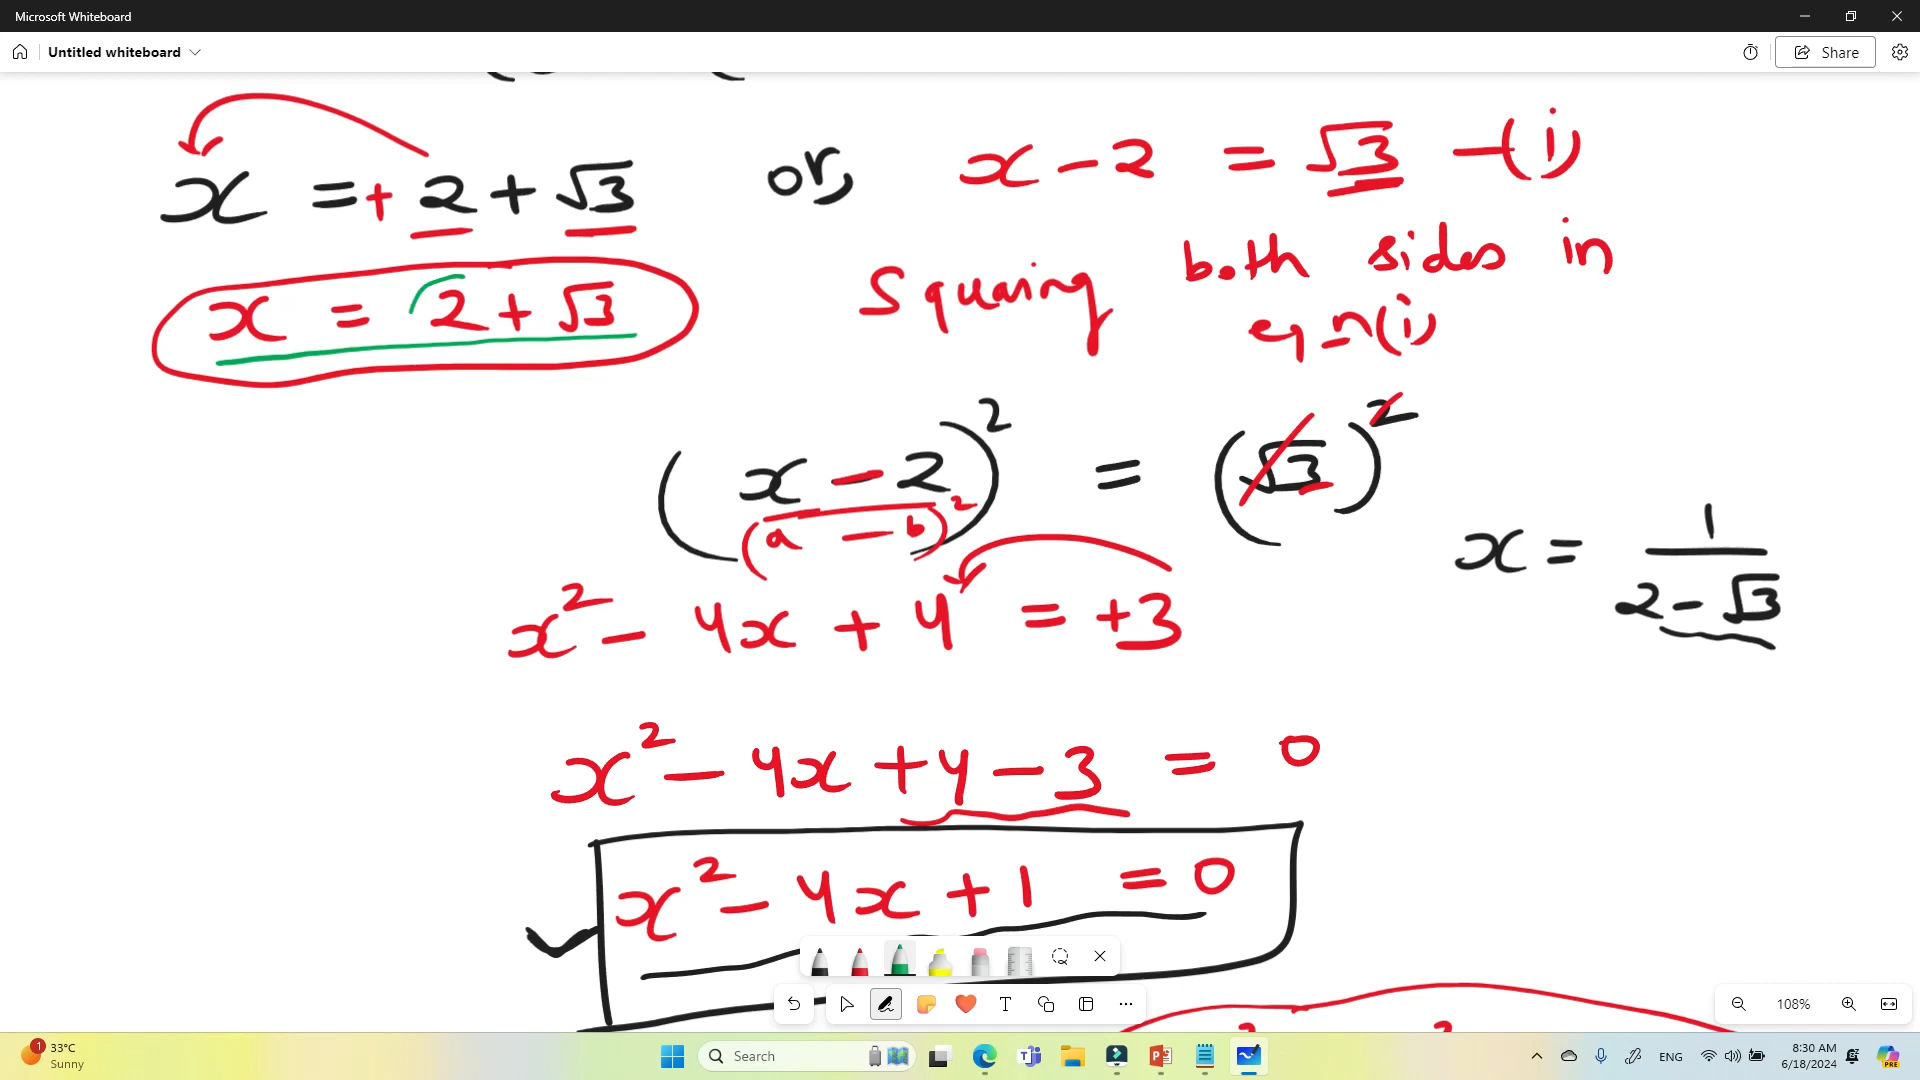 Microsoft Whiteboard
Untitled whiteboard
Share
x = + 2 + √3 or, x - 2 = √3 -(i)
x = 2 + √3
Squaring both sides in
eqn(i)
(x - 2)² = (√3)²
(a - b)²
x = 1/(2 - √3)
x² - 4x + 4 = +3
x² - 4x + 4 - 3 = 0
x² - 4x + 1 = 0
108%
1
33°C
Sunny
Search
ENG
8:30 AM
6/18/2024
PRE